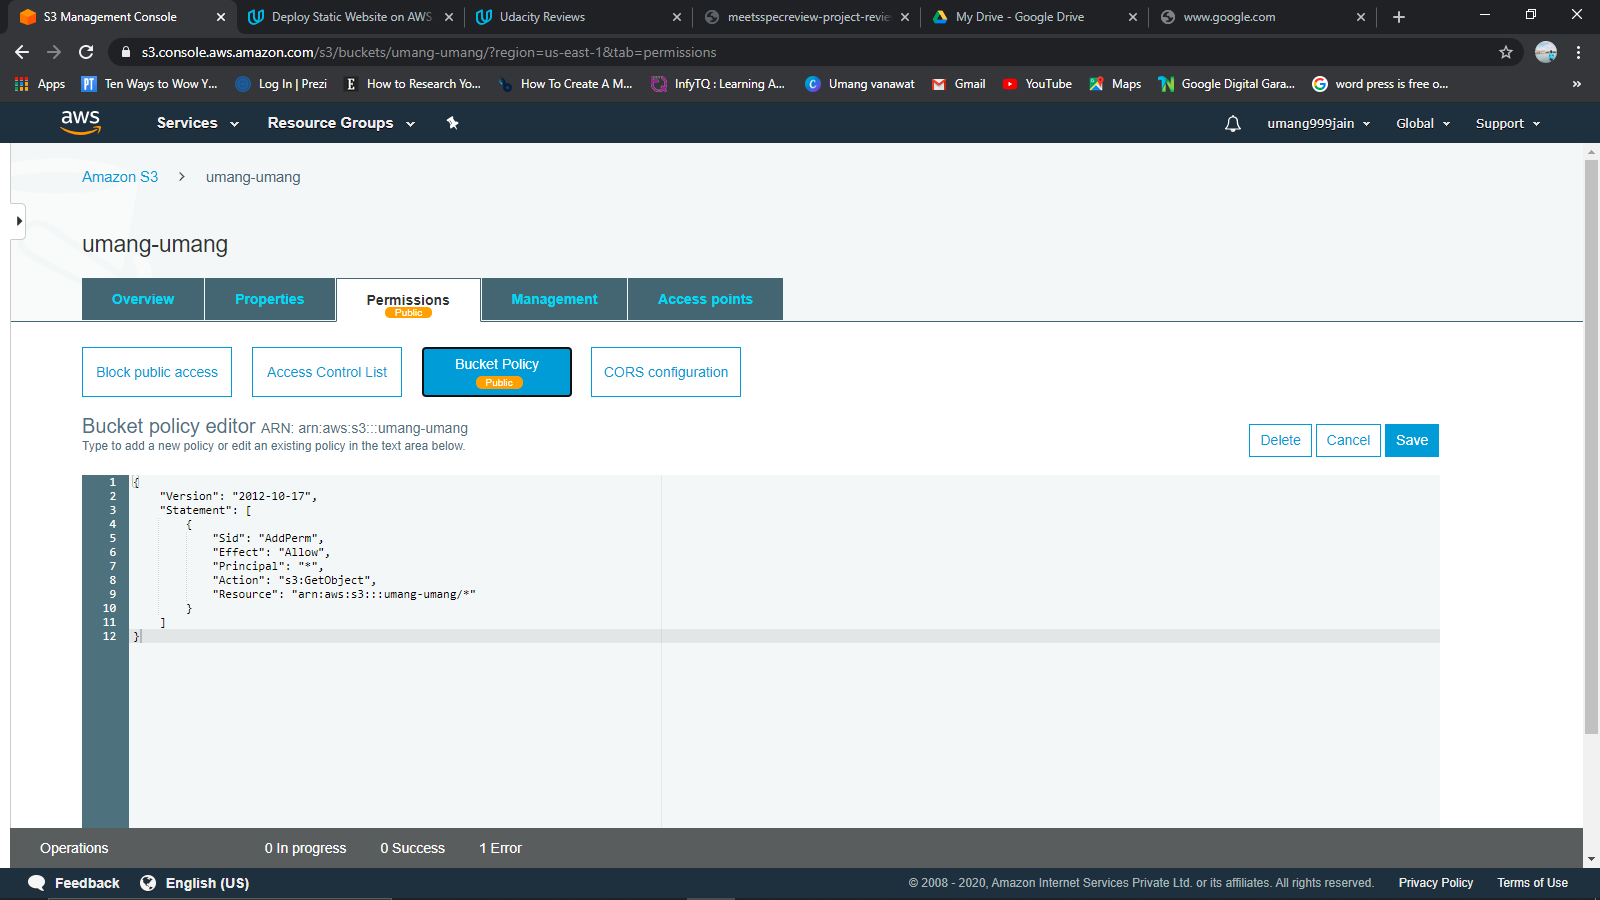 S3 Management Console
Deploy Static Website on AWS
Udacity Reviews
meetsspecreview-project-revie
My Drive - Google Drive
www.google.com
s3.console.aws.amazon.com/s3/buckets/umang-umang/?region=us-east-1&tab=permissions
Apps
PT Ten Ways to Wow Y...
Log In | Prezi
E How to Research Yo...
How To Create A M...
InfyTQ : Learning A...
C Umang vanawat
Gmail
YouTube
Maps
Google Digital Gara...
G word press is free o...
»
aws
Services
Resource Groups
umang999jain
Global
Support
Amazon S3 > umang-umang
umang-umang
Overview
Properties
Permissions
Public
Management
Access points
Block public access
Access Control List
Bucket Policy
Public
CORS configuration
Bucket policy editor ARN: arn:aws:s3:::umang-umang
Type to add a new policy or edit an existing policy in the text area below.
Delete
Cancel
Save
1 {
2 "Version": "2012-10-17",
3 "Statement": [
4 {
5 "Sid": "AddPerm",
6 "Effect": "Allow",
7 "Principal": "*",
8 "Action": "s3:GetObject",
9 "Resource": "arn:aws:s3:::umang-umang/*"
10 }
11 ]
12 }
Operations
0 In progress
0 Success
1 Error
Feedback
English (US)
© 2008 - 2020, Amazon Internet Services Private Ltd. or its affiliates. All rights reserved.
Privacy Policy
Terms of Use